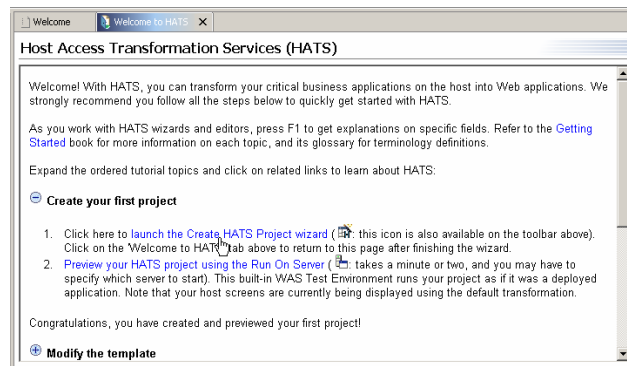 Welcome
Welcome to HATS
Host Access Transformation Services (HATS)
Welcome! With HATS, you can transform your critical business applications on the host into Web applications. We
strongly recommend you follow all the steps below to quickly get started with HATS.
As you work with HATS wizards and editors, press F1 to get explanations on specific fields. Refer to the Getting
Started book for more information on each topic, and its glossary for terminology definitions.
Expand the ordered tutorial topics and click on related links to learn about HATS:
Create your first project
1. Click here to launch the Create HATS Project wizard ( : this icon is also available on the toolbar above).
Click on the 'Welcome to HATS' tab above to return to this page after finishing the wizard.
2. Preview your HATS project using the Run On Server ( : takes a minute or two, and you may have to
specify which server to start). This built-in WAS Test Environment runs your project as if it was a deployed
application. Note that your host screens are currently being displayed using the default transformation.
Congratulations, you have created and previewed your first project!
Modify the template